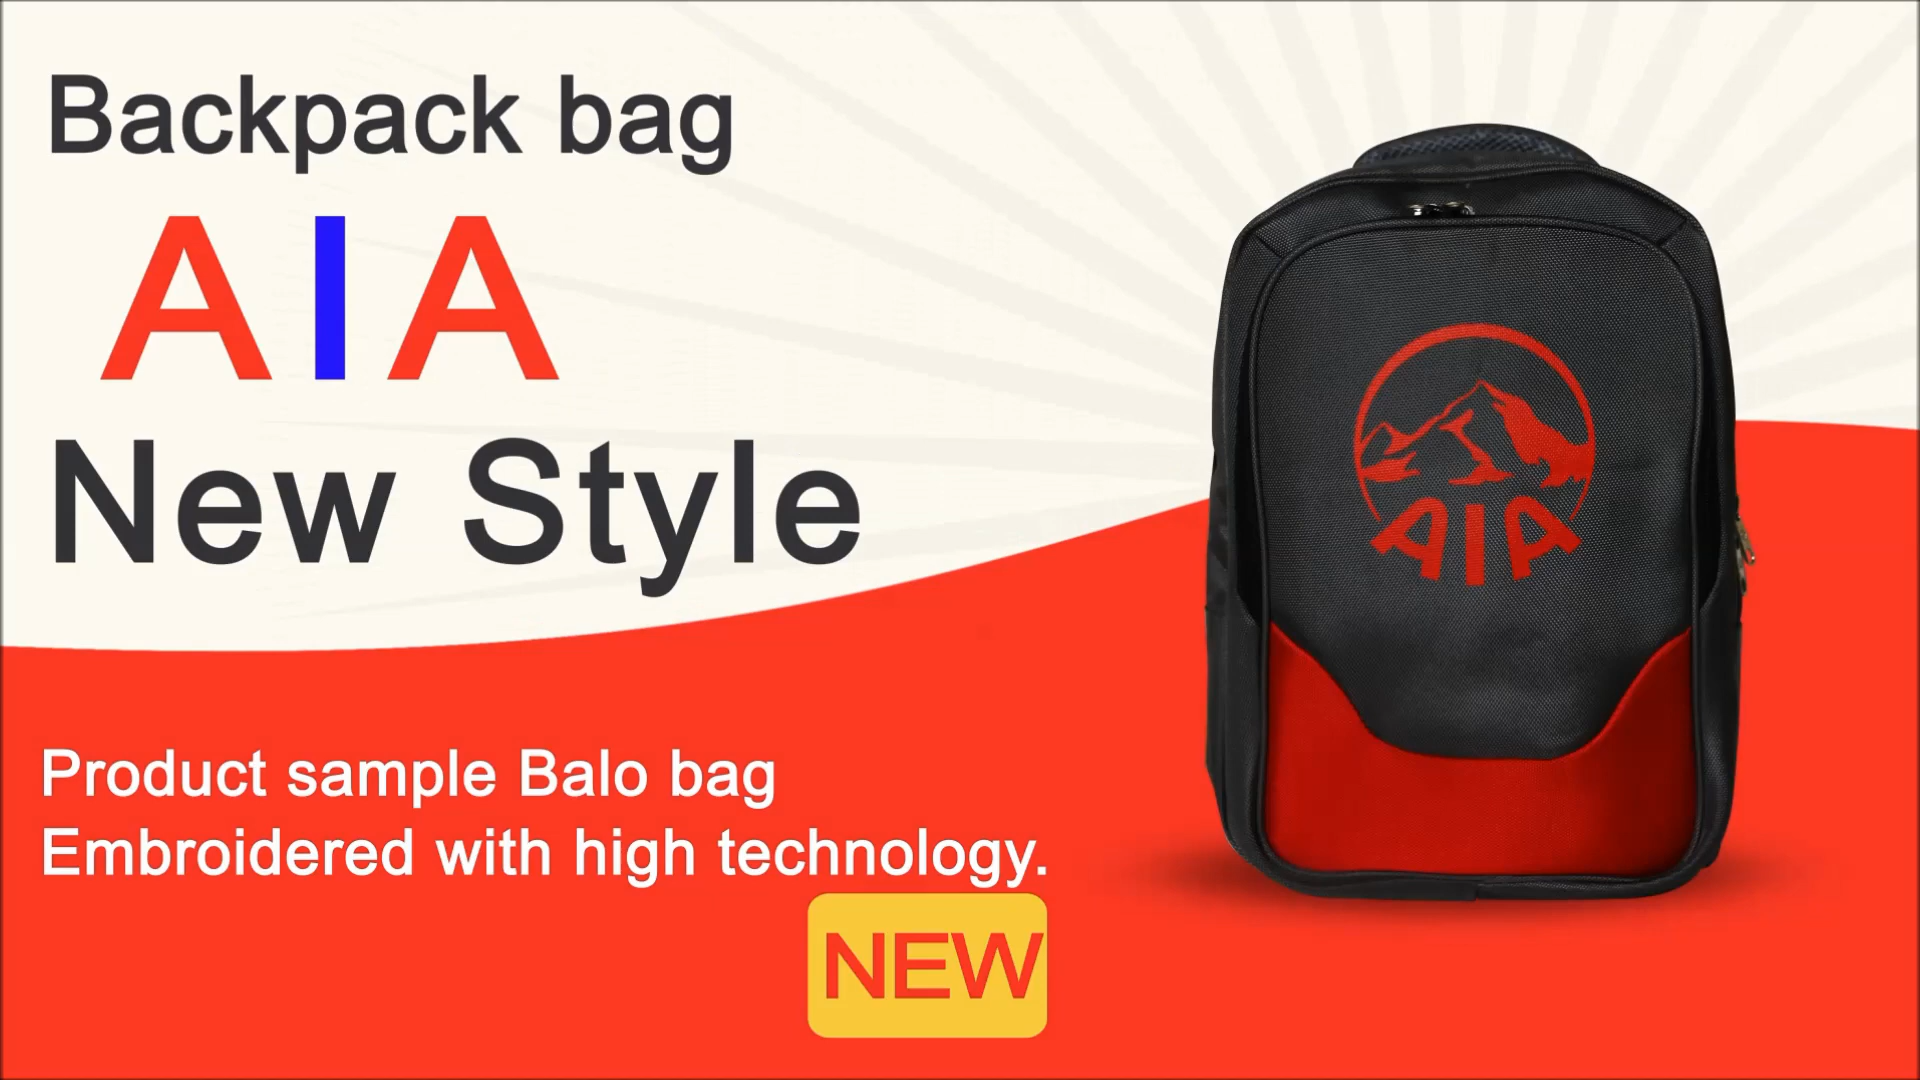 Backpack bag
AIA
New Style
AIA
Product sample Balo bag
Embroidered with high technology.
NEW